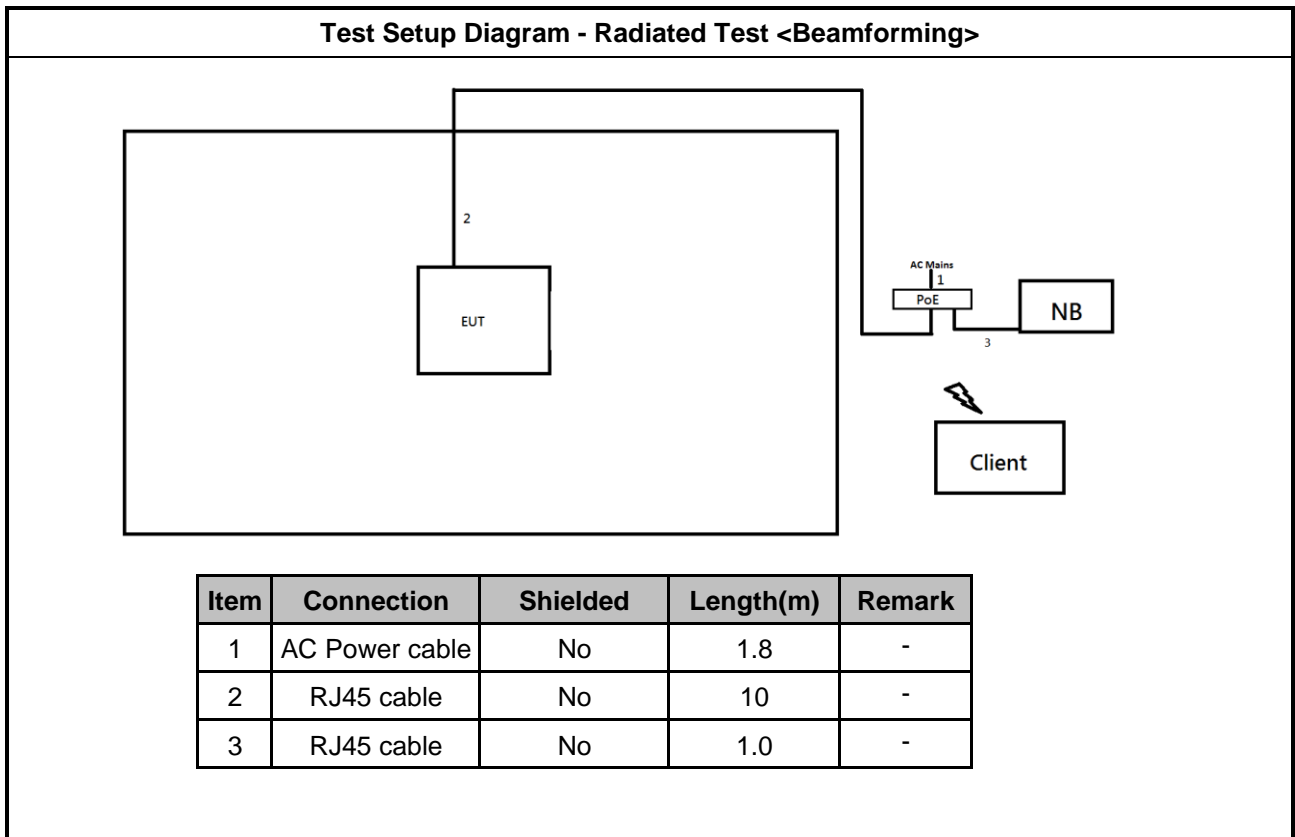 Test Setup Diagram - Radiated Test <Beamforming>
2
EUT
AC Mains
1
PoE
NB
3
Client
Item Connection Shielded Length(m) Remark
1 AC Power cable No 1.8 -
2 RJ45 cable No 10 -
3 RJ45 cable No 1.0 -